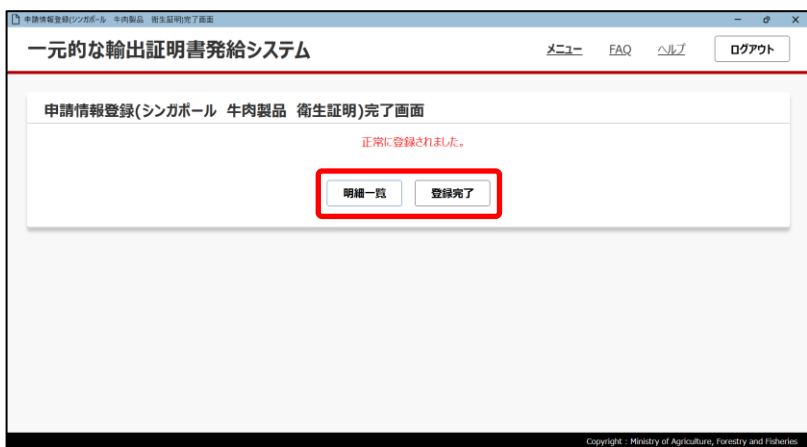 申請情報登録(シンガポール 牛肉製品 衛生証明)完了画面
一元的な輸出証明書発給システム
メニュー FAQ ヘルプ ログアウト
申請情報登録(シンガポール 牛肉製品 衛生証明)完了画面
正常に登録されました。
明細一覧 登録完了
Copyright : Ministry of Agriculture, Forestry and Fisheries